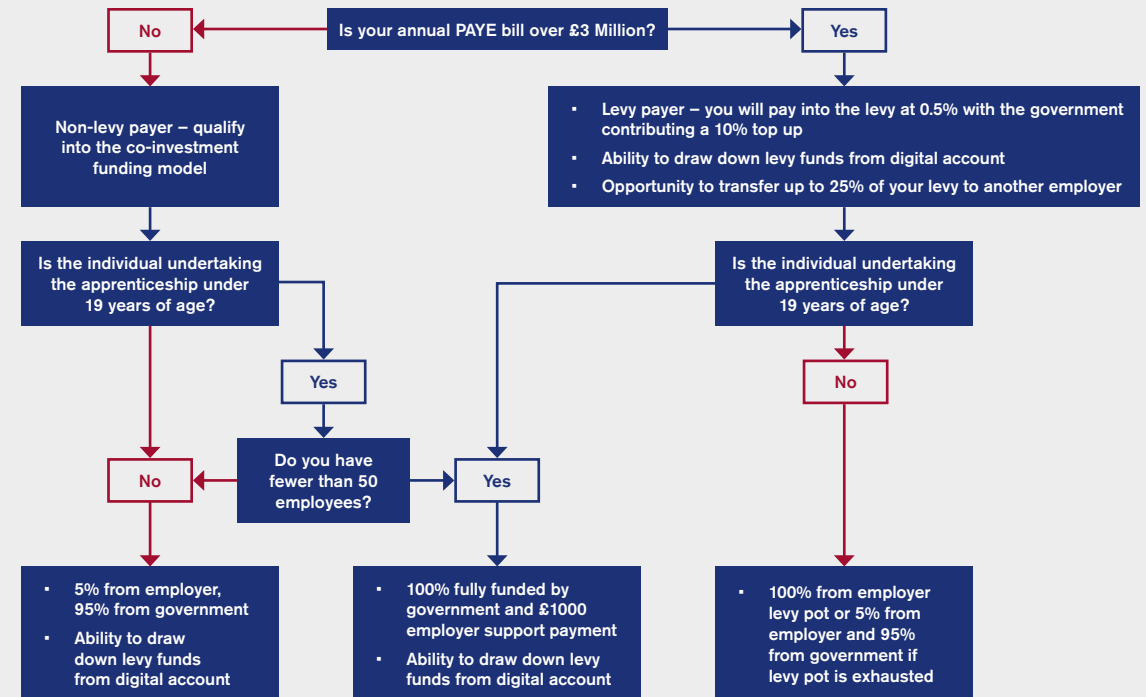 Is your annual PAYE bill over £3 Million?
No
Yes
Non-levy payer – qualify
into the co-investment
funding model
▪ Levy payer – you will pay into the levy at 0.5% with the government
contributing a 10% top up
▪ Ability to draw down levy funds from digital account
▪ Opportunity to transfer up to 25% of your levy to another employer
Is the individual undertaking
the apprenticeship under
19 years of age?
Is the individual undertaking
the apprenticeship under
19 years of age?
Yes
No
Do you have
fewer than 50
employees?
No
Yes
▪ 5% from employer,
95% from government
▪ Ability to draw
down levy funds
from digital account
▪ 100% fully funded by
government and £1000
employer support payment
▪ Ability to draw down levy
funds from digital account
▪ 100% from employer
levy pot or 5% from
employer and 95%
from government if
levy pot is exhausted